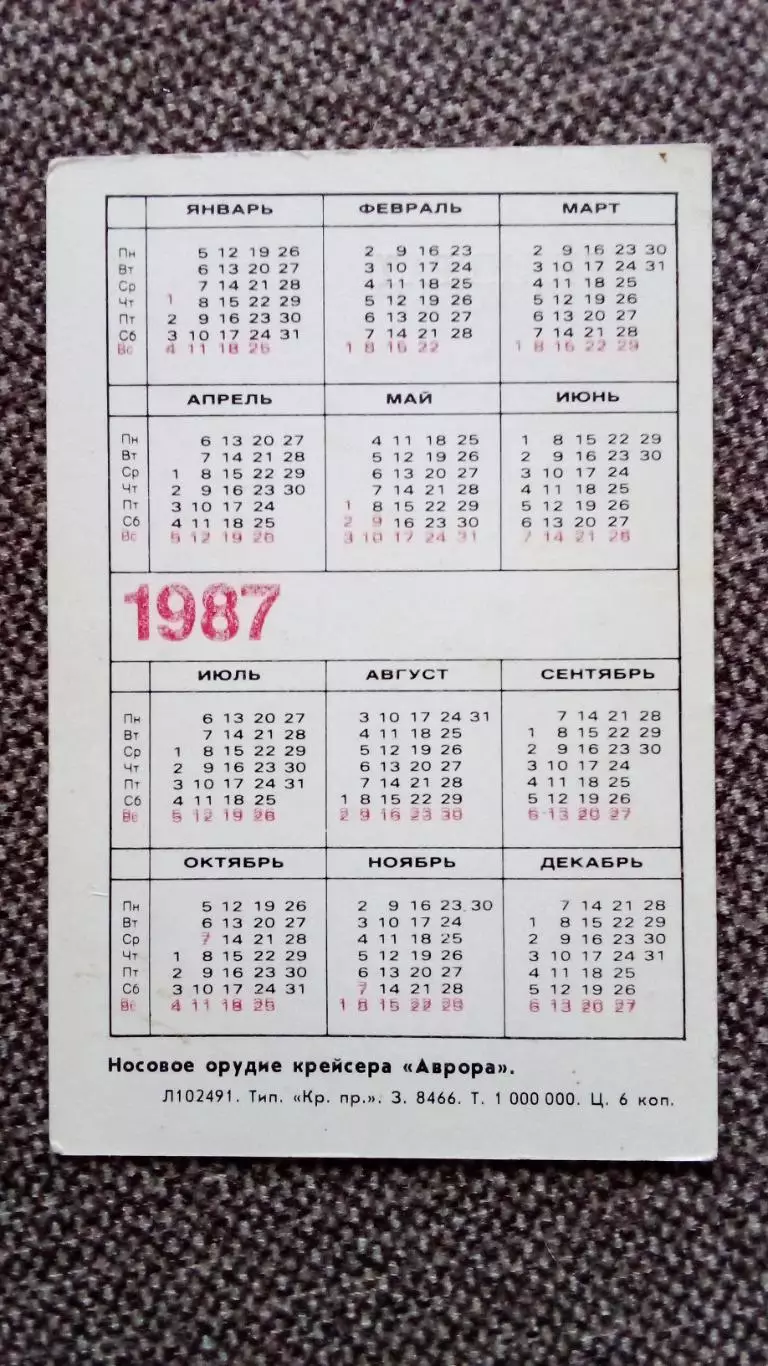 ЯНВАРЬ ФЕВРАЛЬ МАРТ
Пн 5 12 19 26 2 9 16 23 2 9 16 23 30
Вт 6 13 20 27 3 10 17 24 3 10 17 24 31
Ср 7 14 21 28 4 11 18 25 4 11 18 25
Чт 1 8 15 22 29 5 12 19 26 5 12 19 26
Пт 2 9 16 23 30 6 13 20 27 6 13 20 27
Сб 3 10 17 24 31 7 14 21 28 7 14 21 28
Вс 4 11 18 25 1 8 15 22 1 8 15 22 29
АПРЕЛЬ МАЙ ИЮНЬ
Пн 6 13 20 27 4 11 18 25 1 8 15 22 29
Вт 7 14 21 28 5 12 19 26 2 9 16 23 30
Ср 1 8 15 22 29 6 13 20 27 3 10 17 24
Чт 2 9 16 23 30 7 14 21 28 4 11 18 25
Пт 3 10 17 24 1 8 15 22 29 5 12 19 26
Сб 4 11 18 25 2 9 16 23 30 6 13 20 27
Вс 5 12 19 26 3 10 17 24 31 7 14 21 28
1987
ИЮЛЬ АВГУСТ СЕНТЯБРЬ
Пн 6 13 20 27 3 10 17 24 31 7 14 21 28
Вт 7 14 21 28 4 11 18 25 1 8 15 22 29
Ср 1 8 15 22 29 5 12 19 26 2 9 16 23 30
Чт 2 9 16 23 30 6 13 20 27 3 10 17 24
Пт 3 10 17 24 31 7 14 21 28 4 11 18 25
Сб 4 11 18 25 1 8 15 22 29 5 12 19 26
Вс 5 12 19 26 2 9 16 23 30 6 13 20 27
ОКТЯБРЬ НОЯБРЬ ДЕКАБРЬ
Пн 5 12 19 26 2 9 16 23 30 7 14 21 28
Вт 6 13 20 27 3 10 17 24 1 8 15 22 29
Ср 7 14 21 28 4 11 18 25 2 9 16 23 30
Чт 1 8 15 22 29 5 12 19 26 3 10 17 24 31
Пт 2 9 16 23 30 6 13 20 27 4 11 18 25
Сб 3 10 17 24 31 7 14 21 28 5 12 19 26
Вс 4 11 18 25 1 8 15 22 29 6 13 20 27
Носовое орудие крейсера «Аврора».
Л102491. Тип. «Кр. пр.». З. 8466. Т. 1 000 000. Ц. 6 коп.